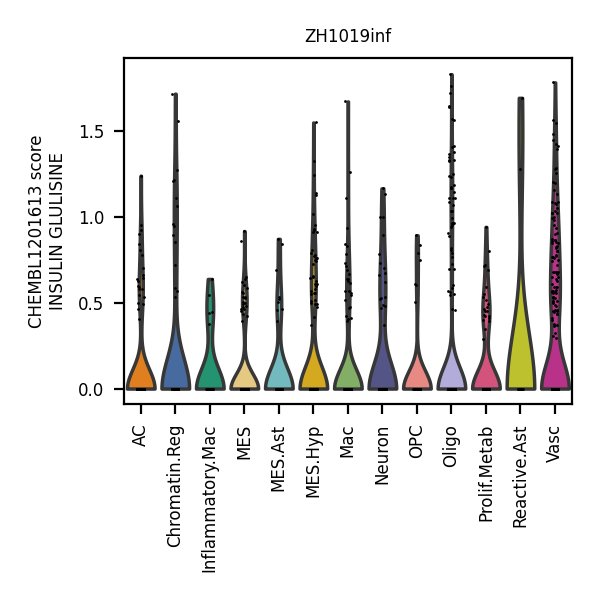 ZH1019inf
CHEMBL1201613 score
INSULIN GLULISINE
1.5
1.0
0.5
0.0
AC
Chromatin.Reg
Inflammatory.Mac
MES
MES.Ast
MES.Hyp
Mac
Neuron
OPC
Oligo
Prolif.Metab
Reactive.Ast
Vasc